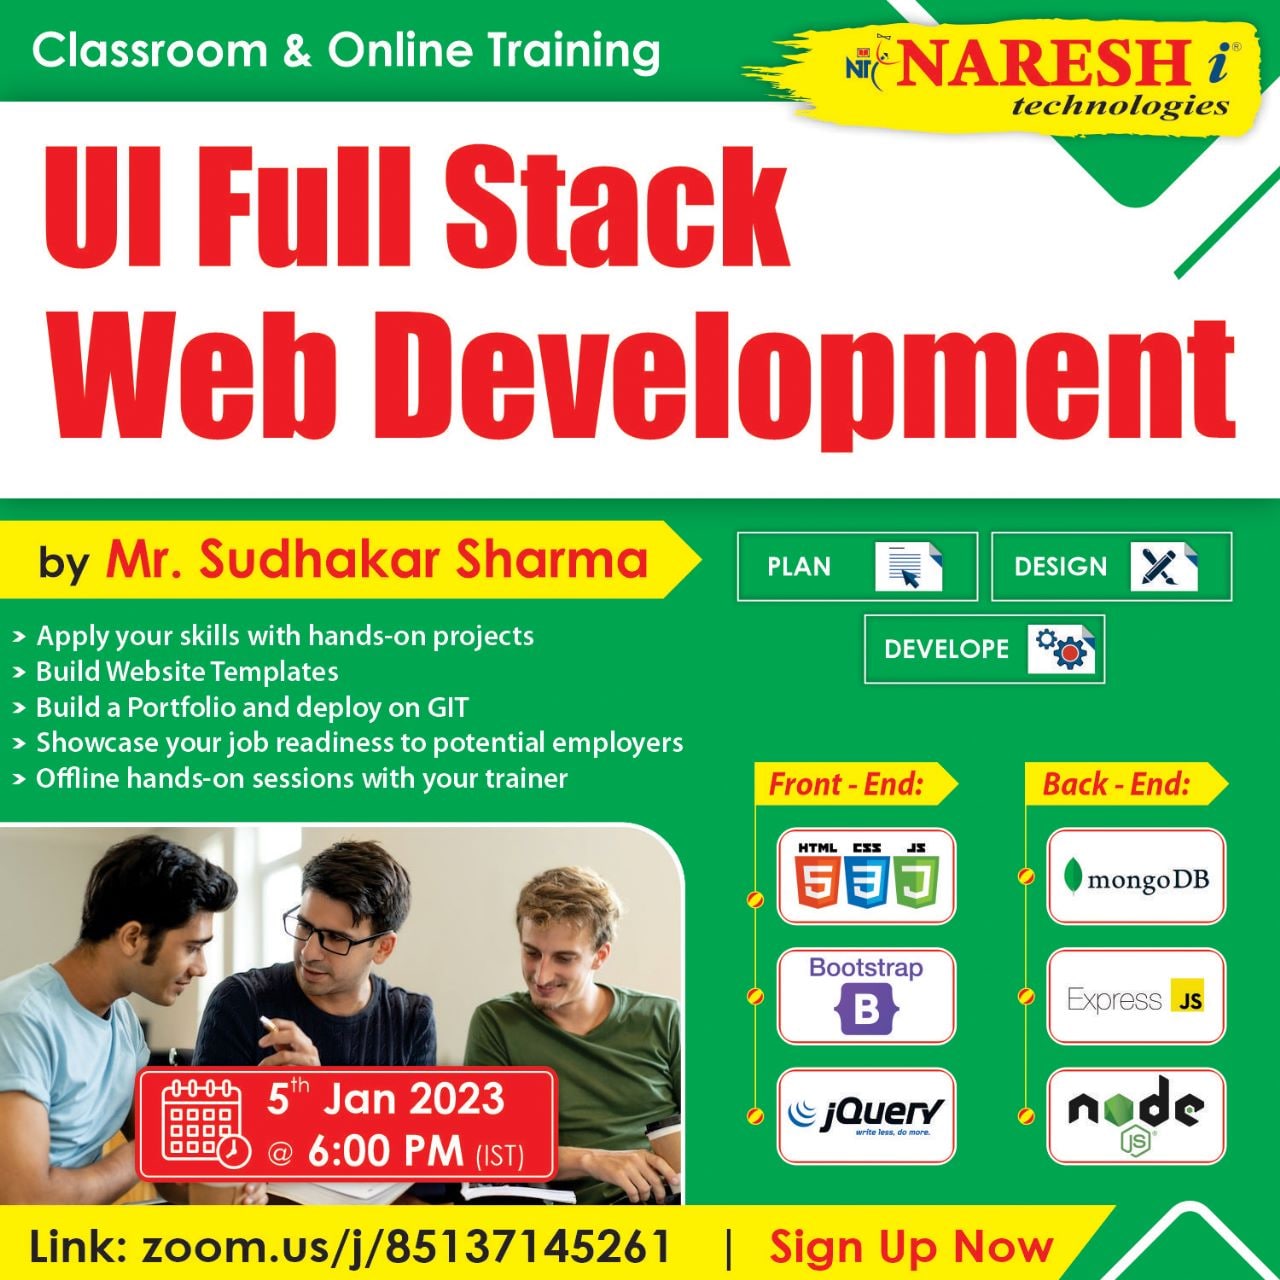 Classroom & Online Training
NTi NARESH i®
technologies
UI Full Stack
Web Development
by Mr. Sudhakar Sharma
PLAN
DESIGN
DEVELOPE
➤ Apply your skills with hands-on projects
➤ Build Website Templates
➤ Build a Portfolio and deploy on GIT
➤ Showcase your job readiness to potential employers
➤ Offline hands-on sessions with your trainer
Front - End:
HTML CSS JS
5 3 J
Bootstrap
B
jQuery
write less, do more.
Back - End:
mongoDB
Express JS
node
JS®
5th Jan 2023
@ 6:00 PM (IST)
Link: zoom.us/j/85137145261 | Sign Up Now